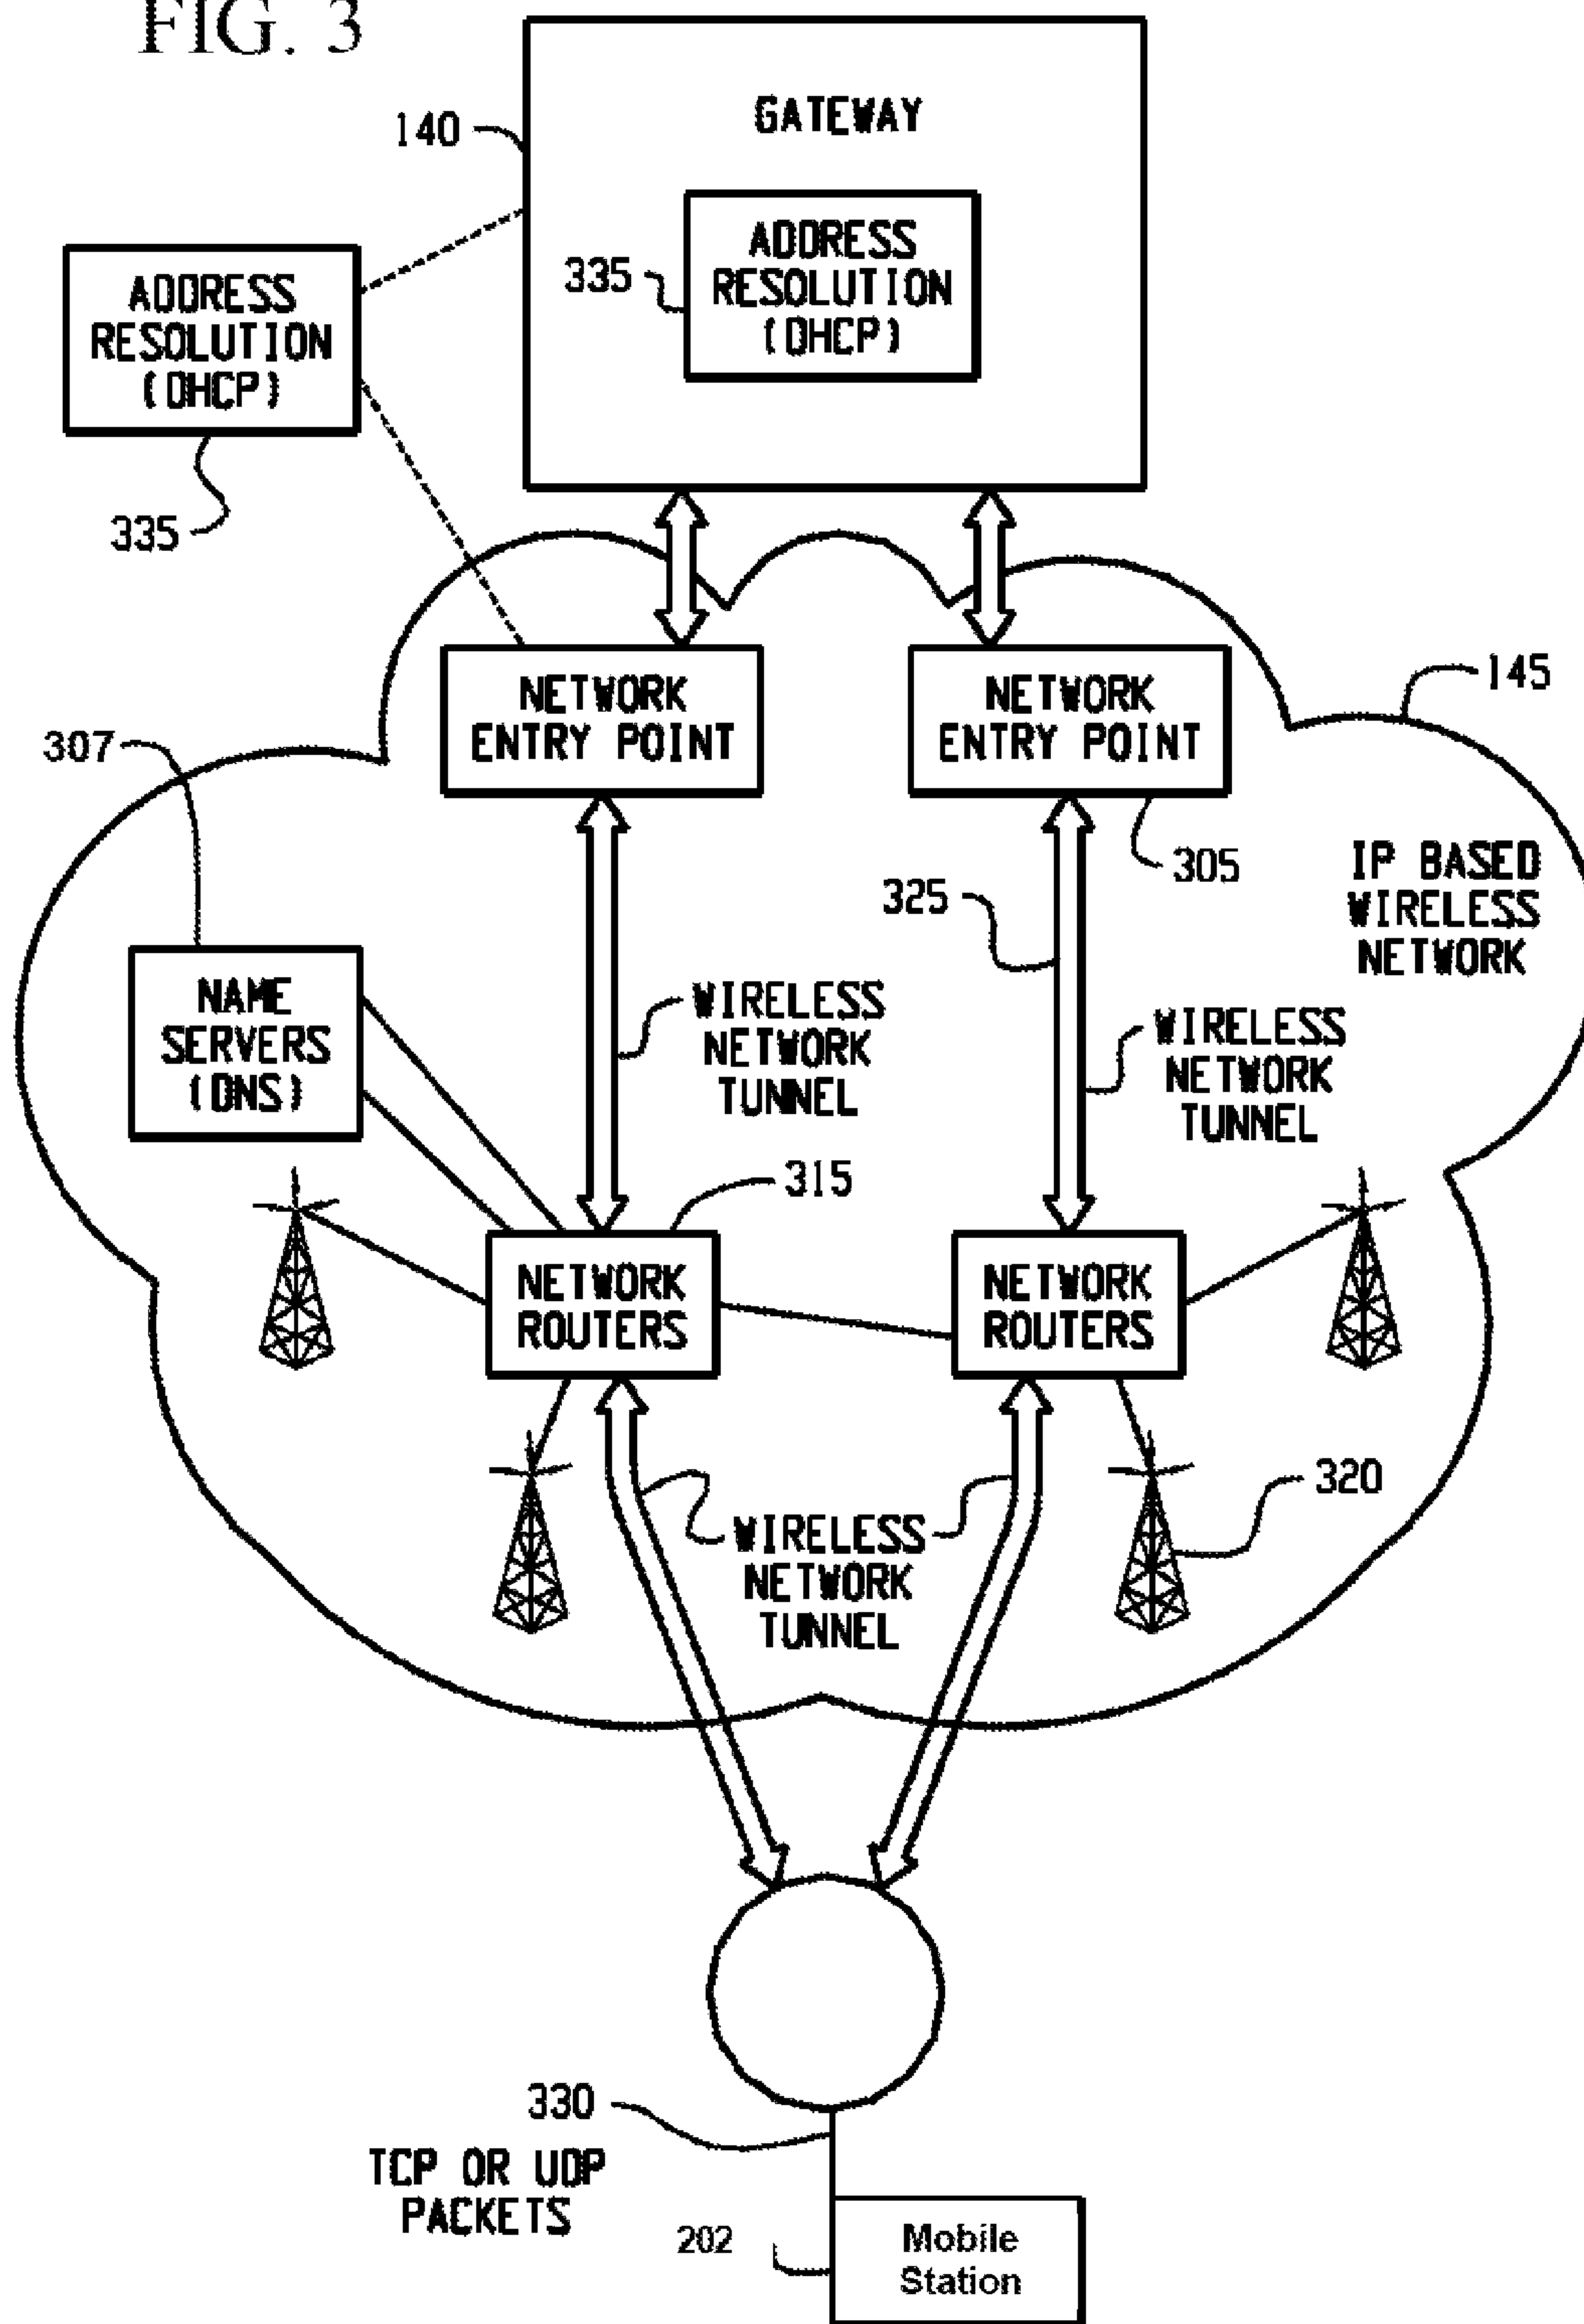 FIG. 3
140
GATEWAY
335
ADDRESS
RESOLUTION
(DHCP)
ADDRESS
RESOLUTION
(DHCP)
335
NETWORK
ENTRY POINT
NETWORK
ENTRY POINT
145
307
305
325
IP BASED
WIRELESS
NETWORK
NAME
SERVERS
(DNS)
WIRELESS
NETWORK
TUNNEL
WIRELESS
NETWORK
TUNNEL
315
NETWORK
ROUTERS
NETWORK
ROUTERS
320
WIRELESS
NETWORK
TUNNEL
330
TCP OR UDP
PACKETS
202
Mobile
Station